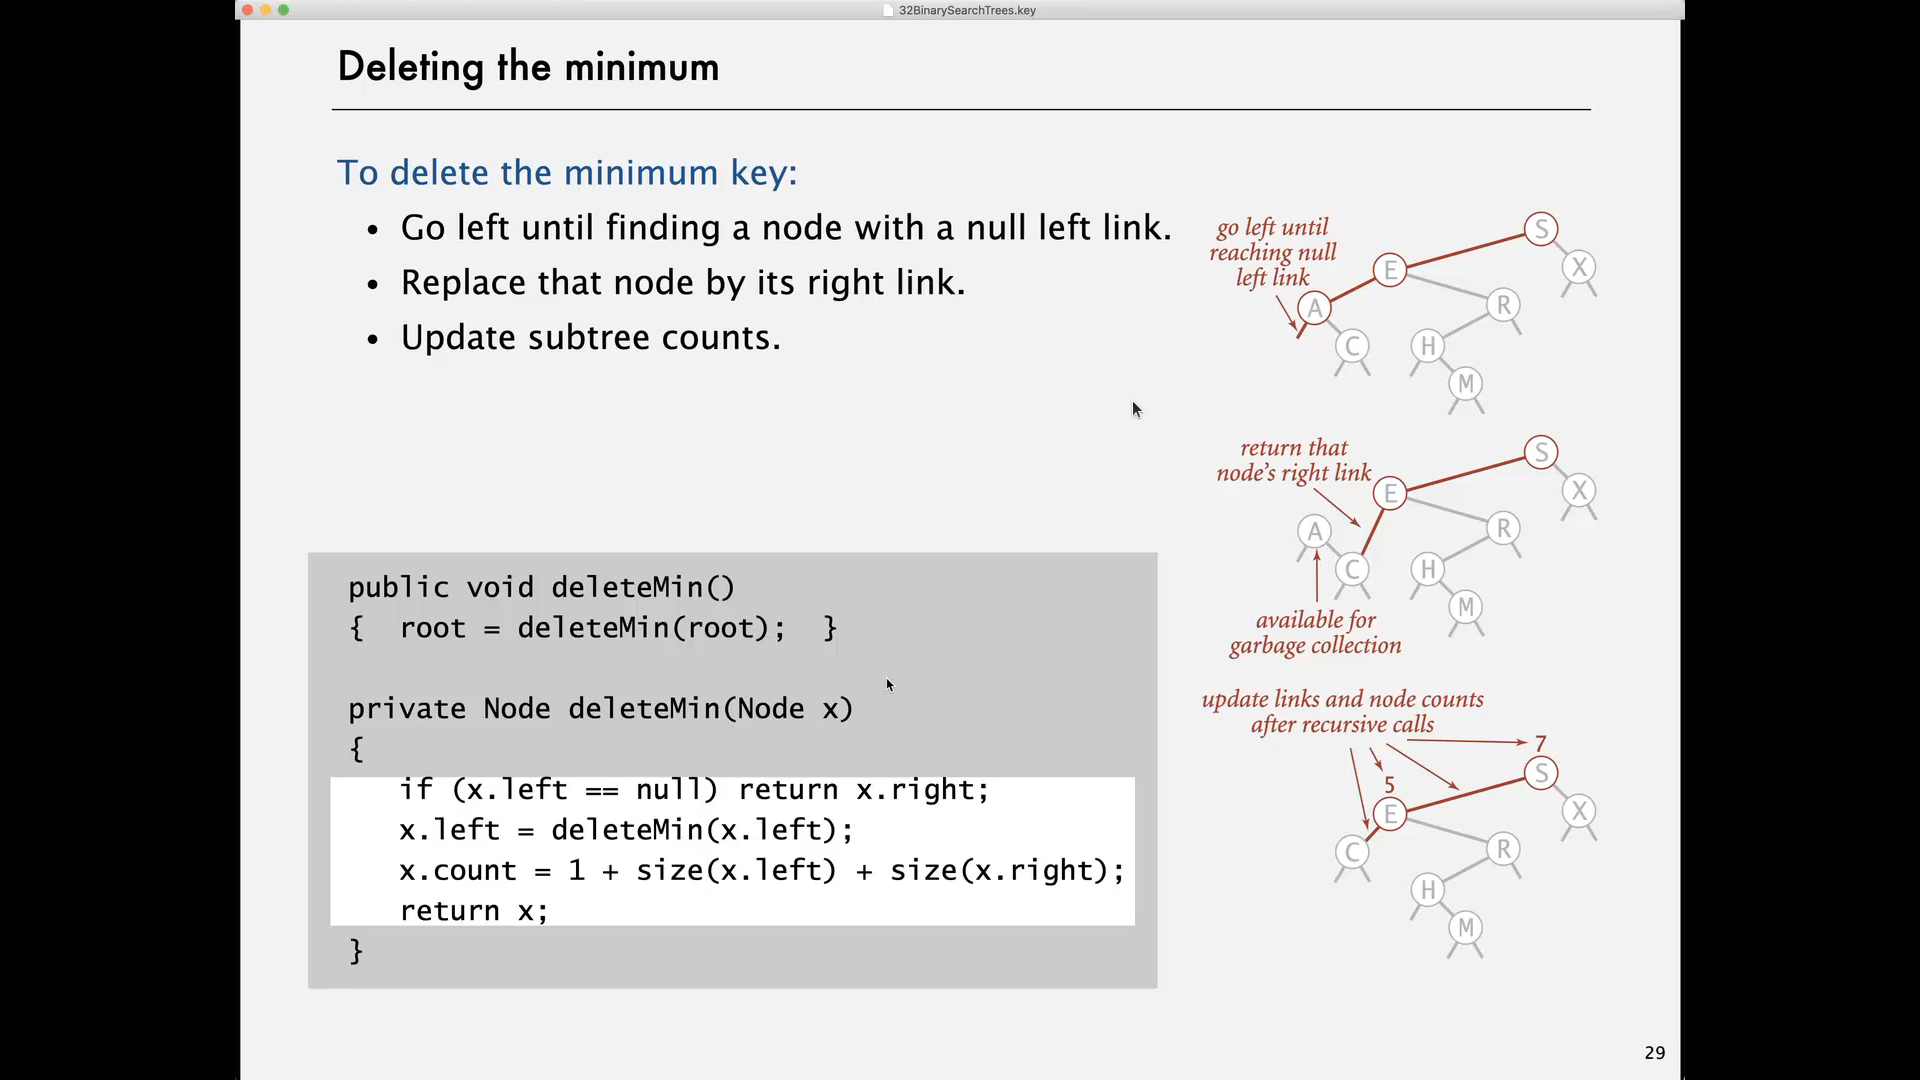 32BinarySearchTrees.key
Deleting the minimum
To delete the minimum key:
• Go left until finding a node with a null left link.
• Replace that node by its right link.
• Update subtree counts.
public void deleteMin()
{ root = deleteMin(root); }
private Node deleteMin(Node x)
{
if (x.left == null) return x.right;
x.left = deleteMin(x.left);
x.count = 1 + size(x.left) + size(x.right);
return x;
}
go left until
reaching null
left link
S
X
E
A
R
C
H
M
return that
node's right link
S
X
E
A
R
C
H
M
available for
garbage collection
update links and node counts
after recursive calls
7
S
5
X
E
C
R
H
M
29